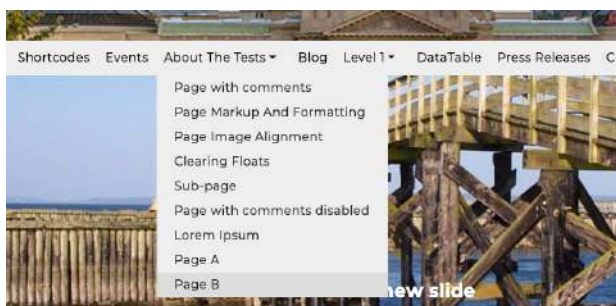 Shortcodes Events About The Tests Blog Level 1 DataTable Press Releases C
Page with comments
Page Markup And Formatting
Page Image Alignment
Clearing Floats
Sub-page
Page with comments disabled
Lorem Ipsum
Page A
Page B
new slide